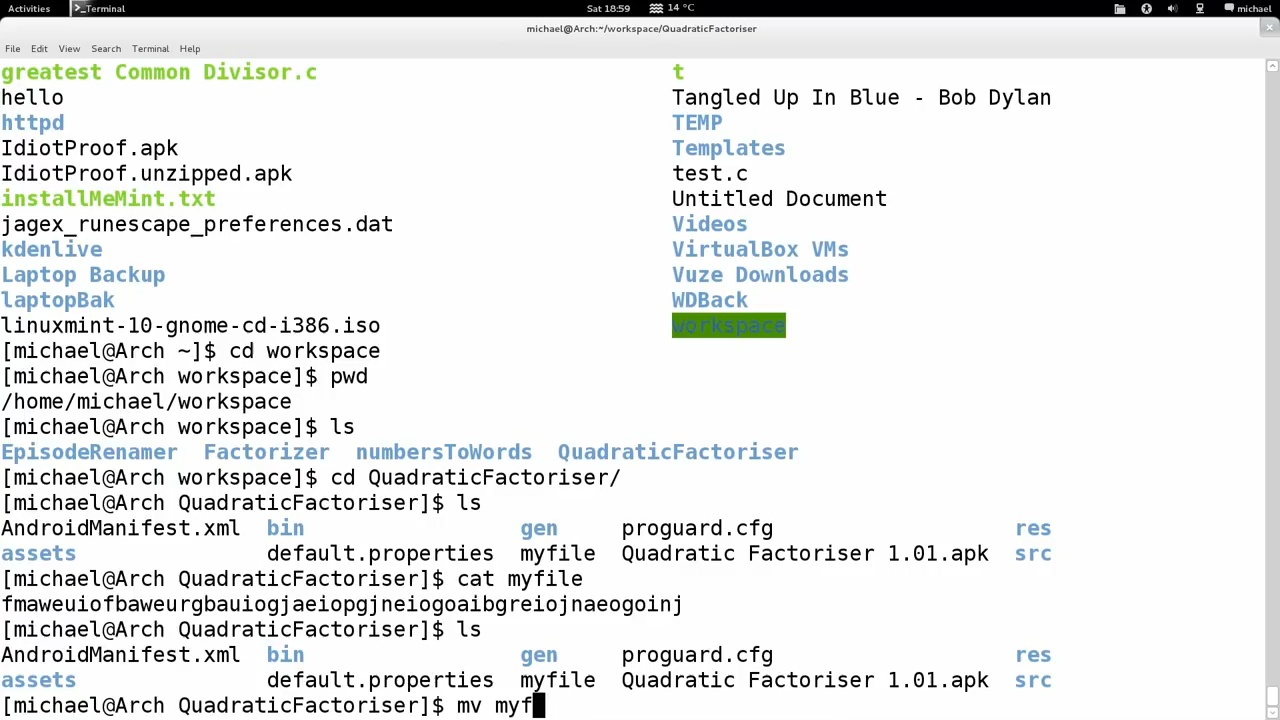 Activities Terminal Sat 18:59 14 °C michael
michael@Arch:~/workspace/QuadraticFactoriser
File Edit View Search Terminal Help
greatest Common Divisor.c t
hello Tangled Up In Blue - Bob Dylan
httpd TEMP
IdiotProof.apk Templates
IdiotProof.unzipped.apk test.c
installMeMint.txt Untitled Document
jagex_runescape_preferences.dat Videos
kdenlive VirtualBox VMs
Laptop Backup Vuze Downloads
laptopBak WDBack
linuxmint-10-gnome-cd-i386.iso workspace
[michael@Arch ~]$ cd workspace
[michael@Arch workspace]$ pwd
/home/michael/workspace
[michael@Arch workspace]$ ls
EpisodeRenamer Factorizer numbersToWords QuadraticFactoriser
[michael@Arch workspace]$ cd QuadraticFactoriser/
[michael@Arch QuadraticFactoriser]$ ls
AndroidManifest.xml bin gen proguard.cfg res
assets default.properties myfile Quadratic Factoriser 1.01.apk src
[michael@Arch QuadraticFactoriser]$ cat myfile
fmaweuiofbaweurgbauiogjaeiopgjneiogoaibgreiojnaeogoinj
[michael@Arch QuadraticFactoriser]$ ls
AndroidManifest.xml bin gen proguard.cfg res
assets default.properties myfile Quadratic Factoriser 1.01.apk src
[michael@Arch QuadraticFactoriser]$ mv myf